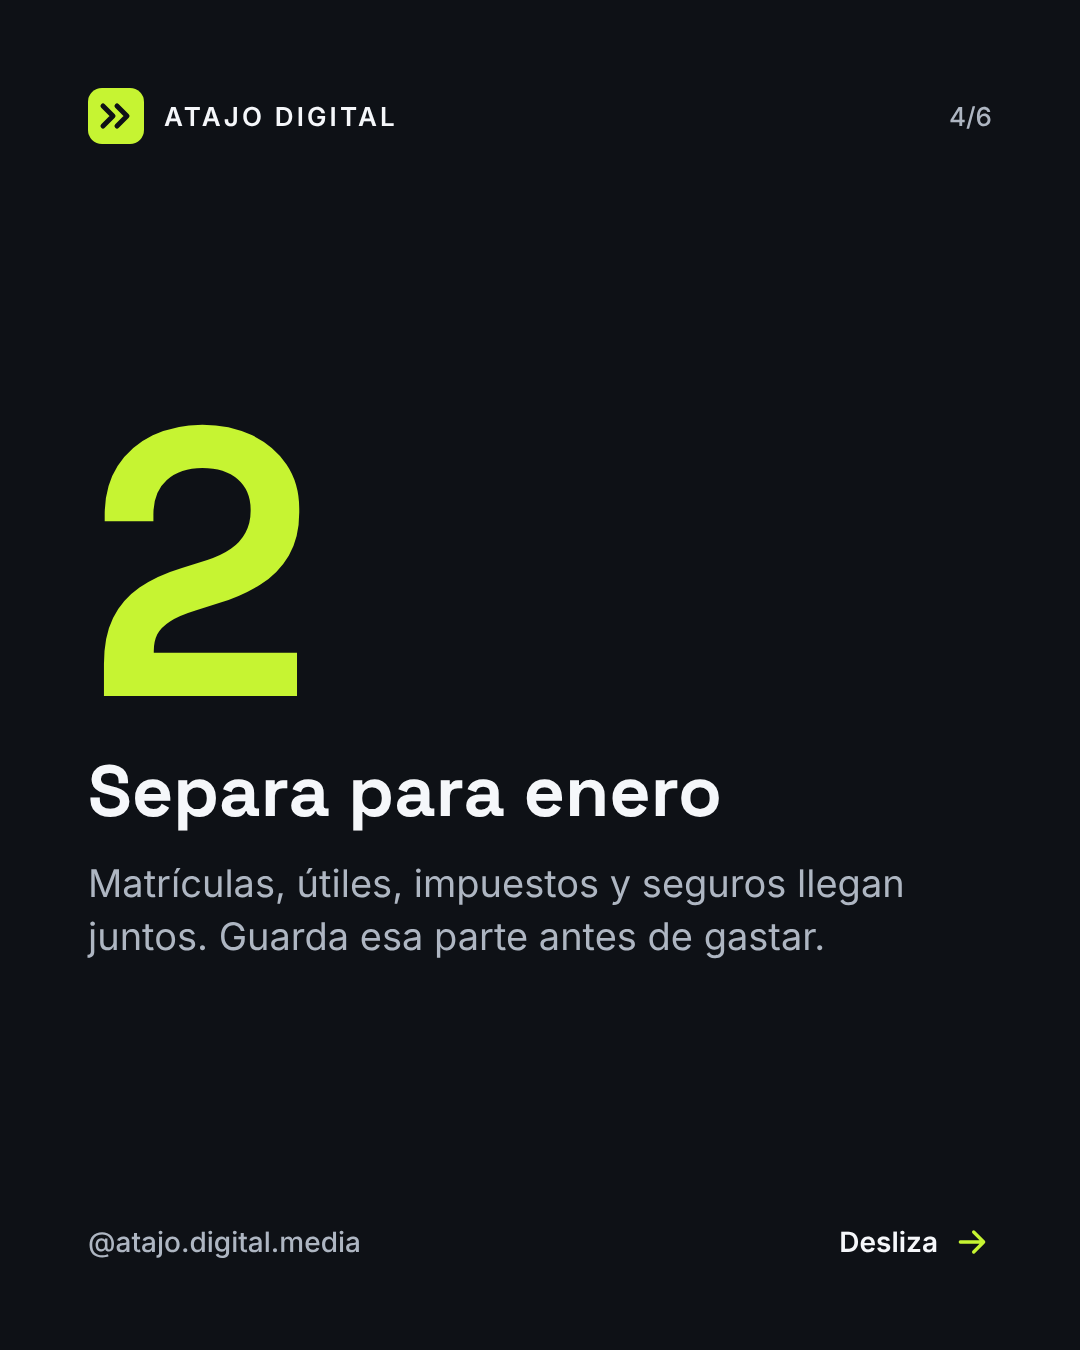 ATAJO DIGITAL
4/6
2
Separa para enero
Matrículas, útiles, impuestos y seguros llegan
juntos. Guarda esa parte antes de gastar.
@atajo.digital.media
Desliza →